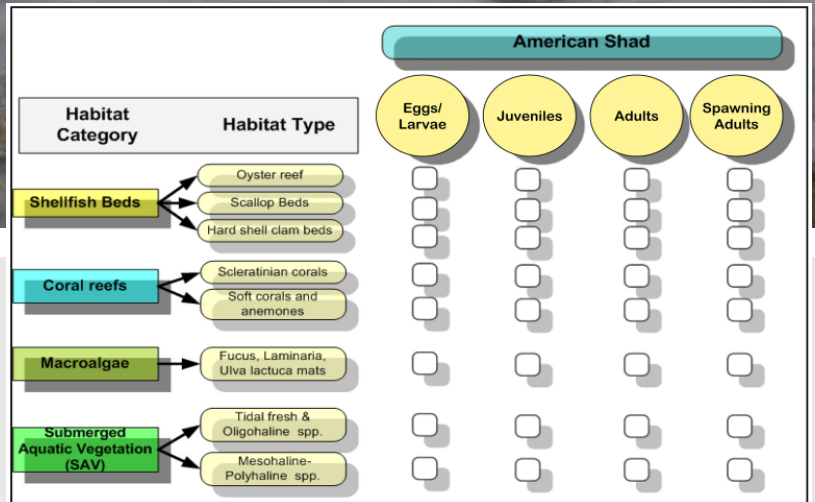 American Shad
Eggs/
Larvae
Juveniles
Adults
Spawning
Adults
Habitat
Category
Habitat Type
Shellfish Beds
Oyster reef
Scallop Beds
Hard shell clam beds
Coral reefs
Scleratinian corals
Soft corals and
anemones
Macroalgae
Fucus, Laminaria,
Ulva lactuca mats
Submerged
Aquatic Vegetation
(SAV)
Tidal fresh &
Oligohaline spp.
Mesohaline-
Polyhaline spp.